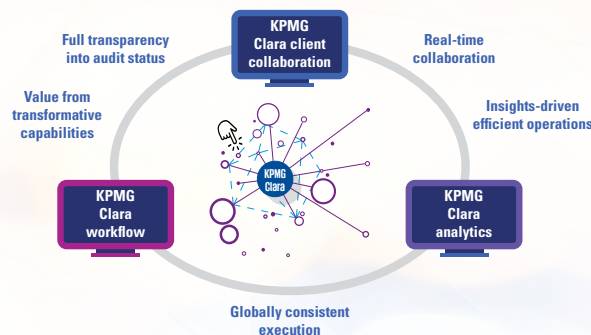 KPMG
Clara client
collaboration
Full transparency
into audit status
Real-time
collaboration
Value from
transformative
capabilities
Insights-driven
efficient operations
KPMG
Clara
KPMG
Clara
workflow
KPMG
Clara
analytics
Globally consistent
execution